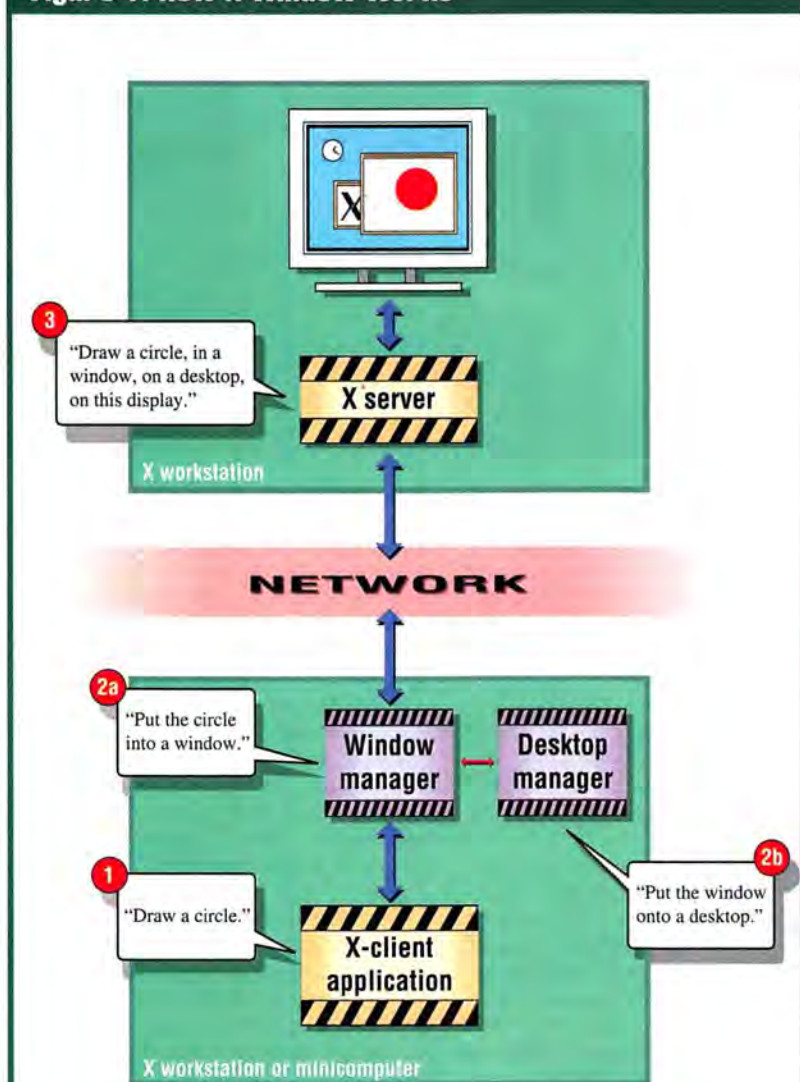 X
3
“Draw a circle, in a
window, on a desktop,
on this display.”
X server
X workstation
NETWORK
2a
“Put the circle
into a window.”
Window
manager
Desktop
manager
2b
“Put the window
onto a desktop.”
1
“Draw a circle.”
X-client
application
X workstation or minicomputer